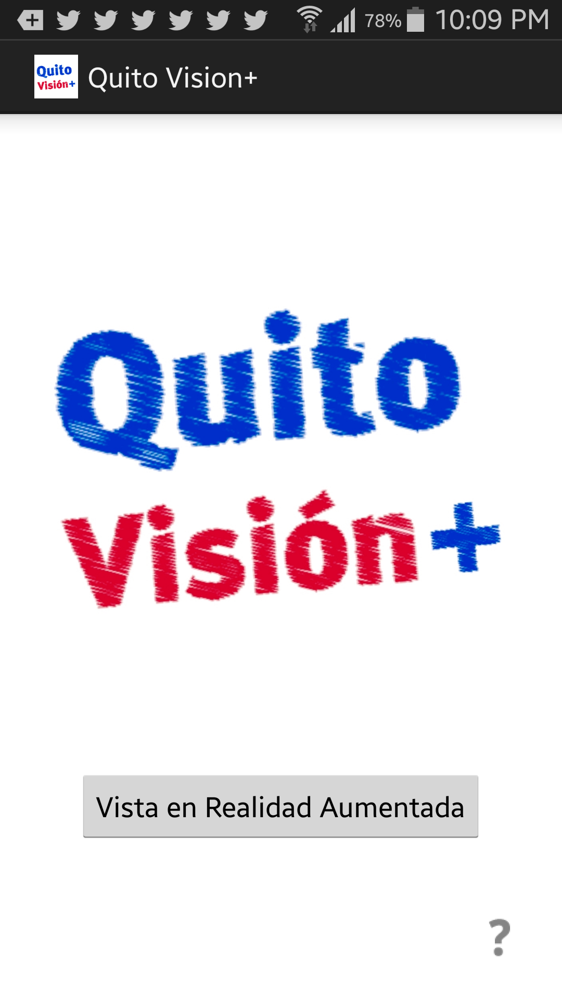 78% 10:09 PM
Quito
Visión+
Quito Vision+
Quito
Visión+
Vista en Realidad Aumentada
?